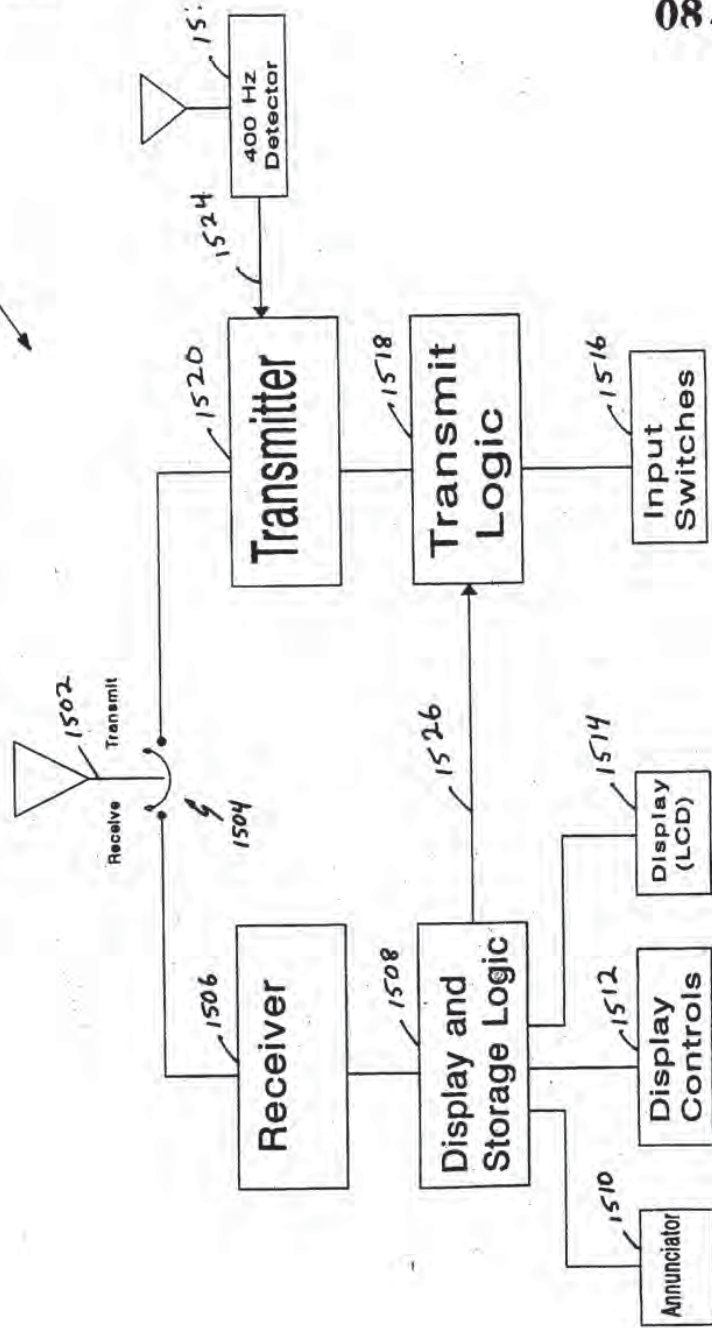 1502
Receive
Transmit
1504
1506
Receiver
1520
Transmitter
1524
400 Hz
Detector
1508
Display and
Storage Logic
1526
1518
Transmit
Logic
1510
Annunciator
1512
Display
Controls
1514
Display
(LCD)
1516
Input
Switches